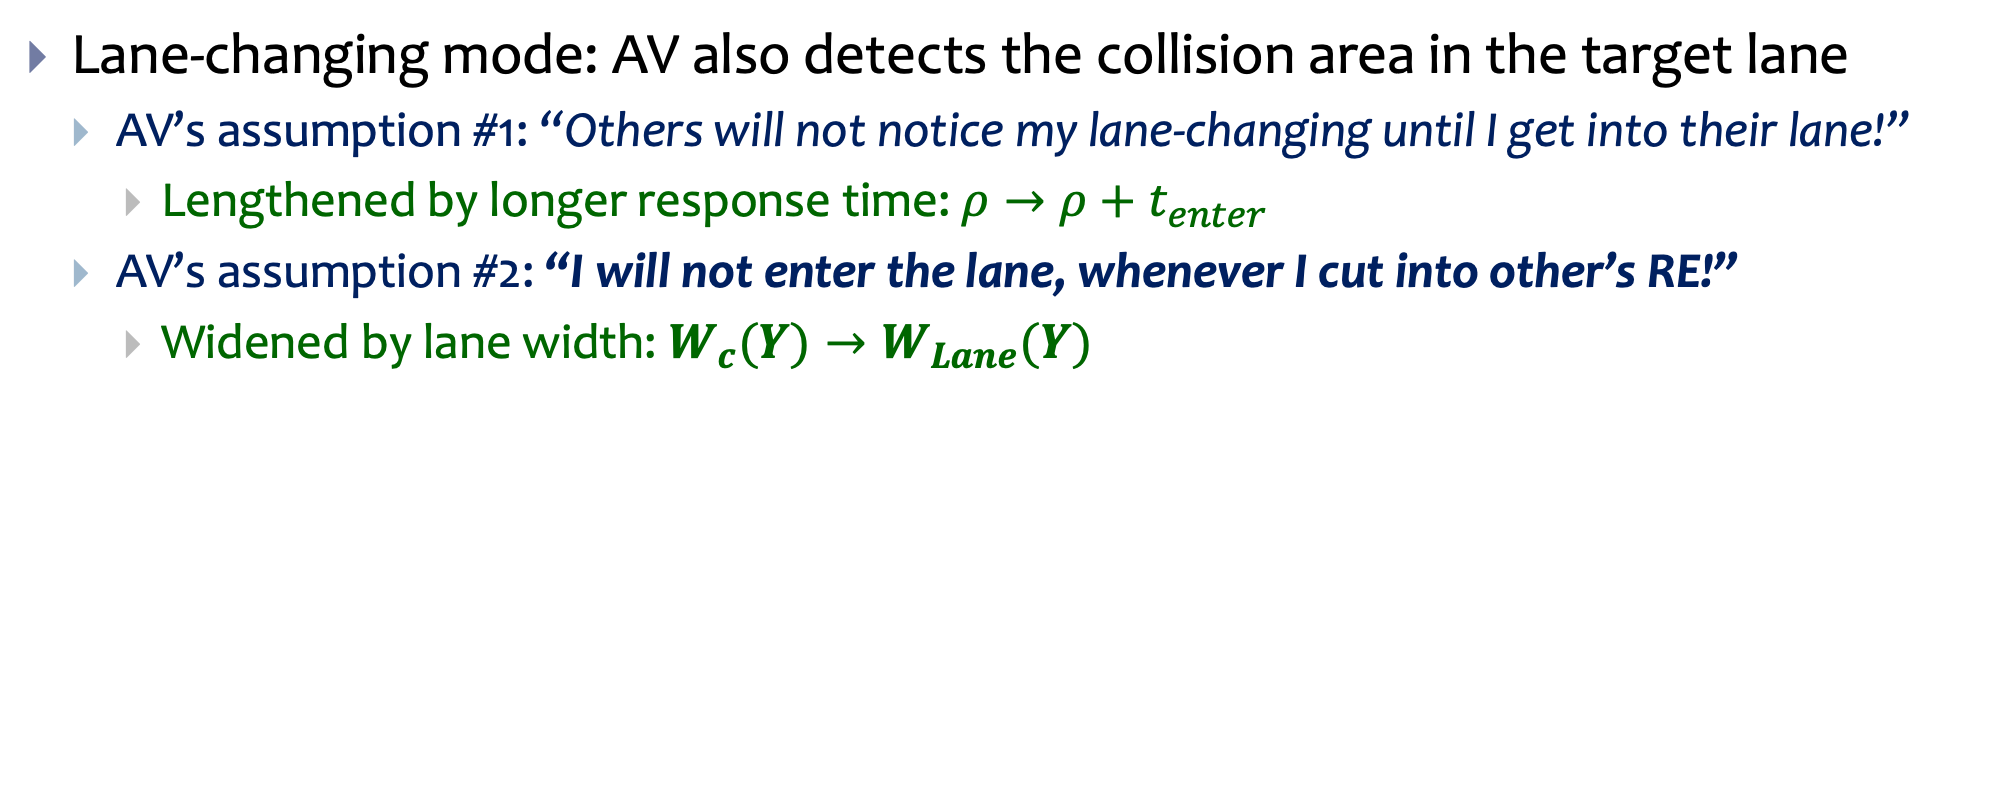 Lane-changing mode: AV also detects the collision area in the target lane
AV’s assumption #1: “Others will not notice my lane-changing until I get into their lane!”
Lengthened by longer response time: ρ → ρ + t_enter
AV’s assumption #2: “I will not enter the lane, whenever I cut into other’s RE!”
Widened by lane width: W_c(Y) → W_Lane(Y)